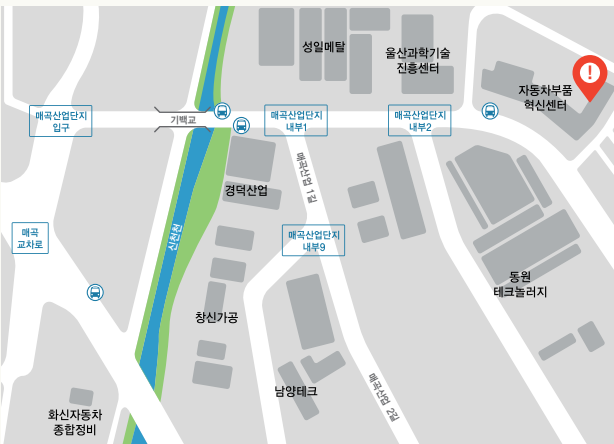 성일메탈
울산과학기술
진흥센터
자동차부품
혁신센터
매곡산업단지
입구
기백교
매곡산업단지
내부1
매곡산업단지
내부2
경덕산업
매곡산업 1길
매곡
교차로
신천천
매곡산업단지
내부9
동원
테크놀러지
창신가공
남양테크
매곡산업 2길
화신자동차
종합정비